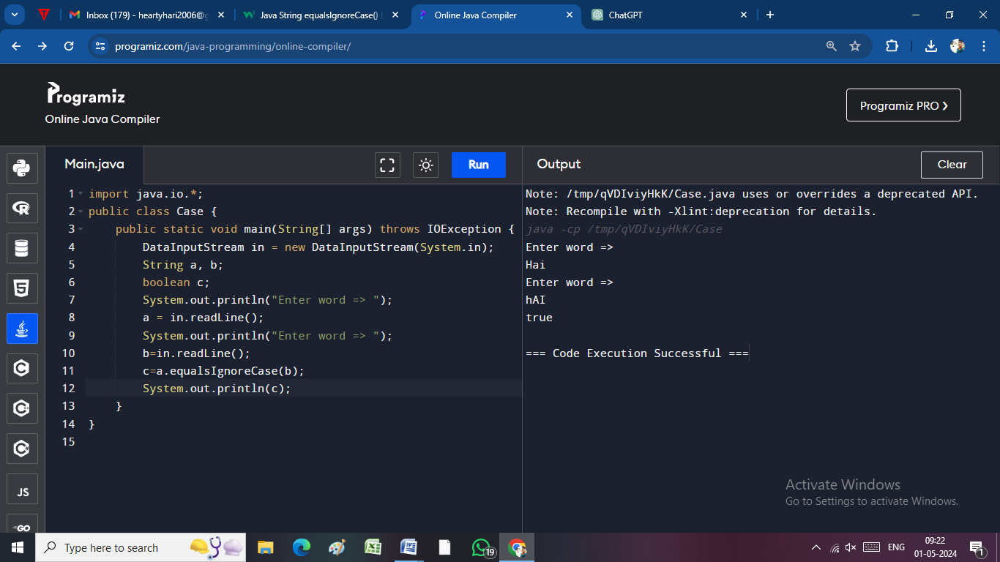 Inbox (179) - heartyhari2006@g
Java String equalsIgnoreCase()
Online Java Compiler
ChatGPT
programiz.com/java-programming/online-compiler/
Programiz
Online Java Compiler
Programiz PRO ❯
Main.java
Run
Output
Clear
1 import java.io.*;
2 public class Case {
3 public static void main(String[] args) throws IOException {
4 DataInputStream in = new DataInputStream(System.in);
5 String a, b;
6 boolean c;
7 System.out.println("Enter word => ");
8 a = in.readLine();
9 System.out.println("Enter word => ");
10 b=in.readLine();
11 c=a.equalsIgnoreCase(b);
12 System.out.println(c);
13 }
14 }
15
Note: /tmp/qVDIviyHkK/Case.java uses or overrides a deprecated API.
Note: Recompile with -Xlint:deprecation for details.
java -cp /tmp/qVDIviyHkK/Case
Enter word =>
Hai
Enter word =>
hAI
true
=== Code Execution Successful ===
JS
GO
Activate Windows
Go to Settings to activate Windows.
Type here to search
19
ENG
09:22
01-05-2024
1